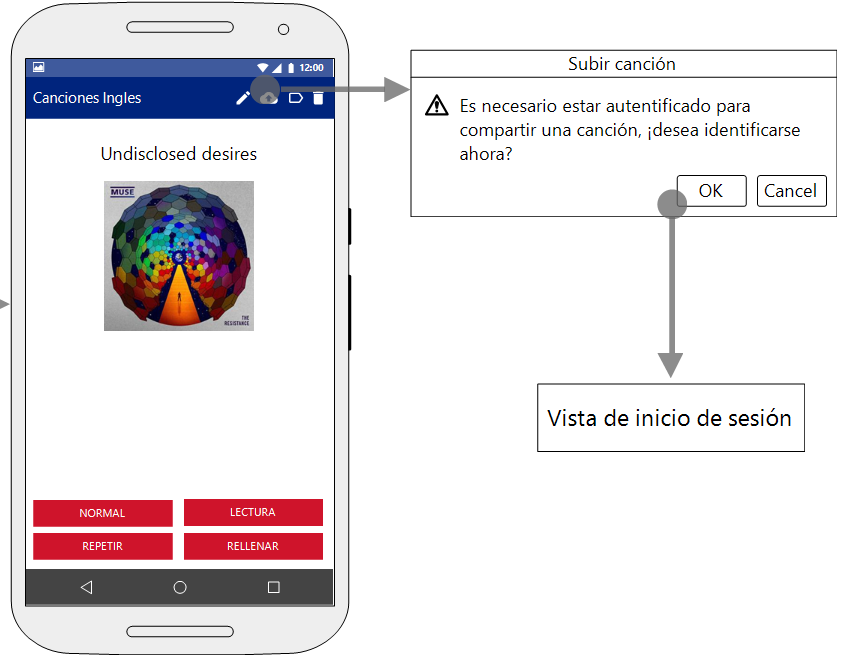 12:00
Canciones Ingles
Undisclosed desires
MUSE
THE
RESISTANCE
NORMAL
LECTURA
REPETIR
RELLENAR
Subir canción
Es necesario estar autentificado para
compartir una canción, ¡desea identificarse
ahora?
OK
Cancel
Vista de inicio de sesión